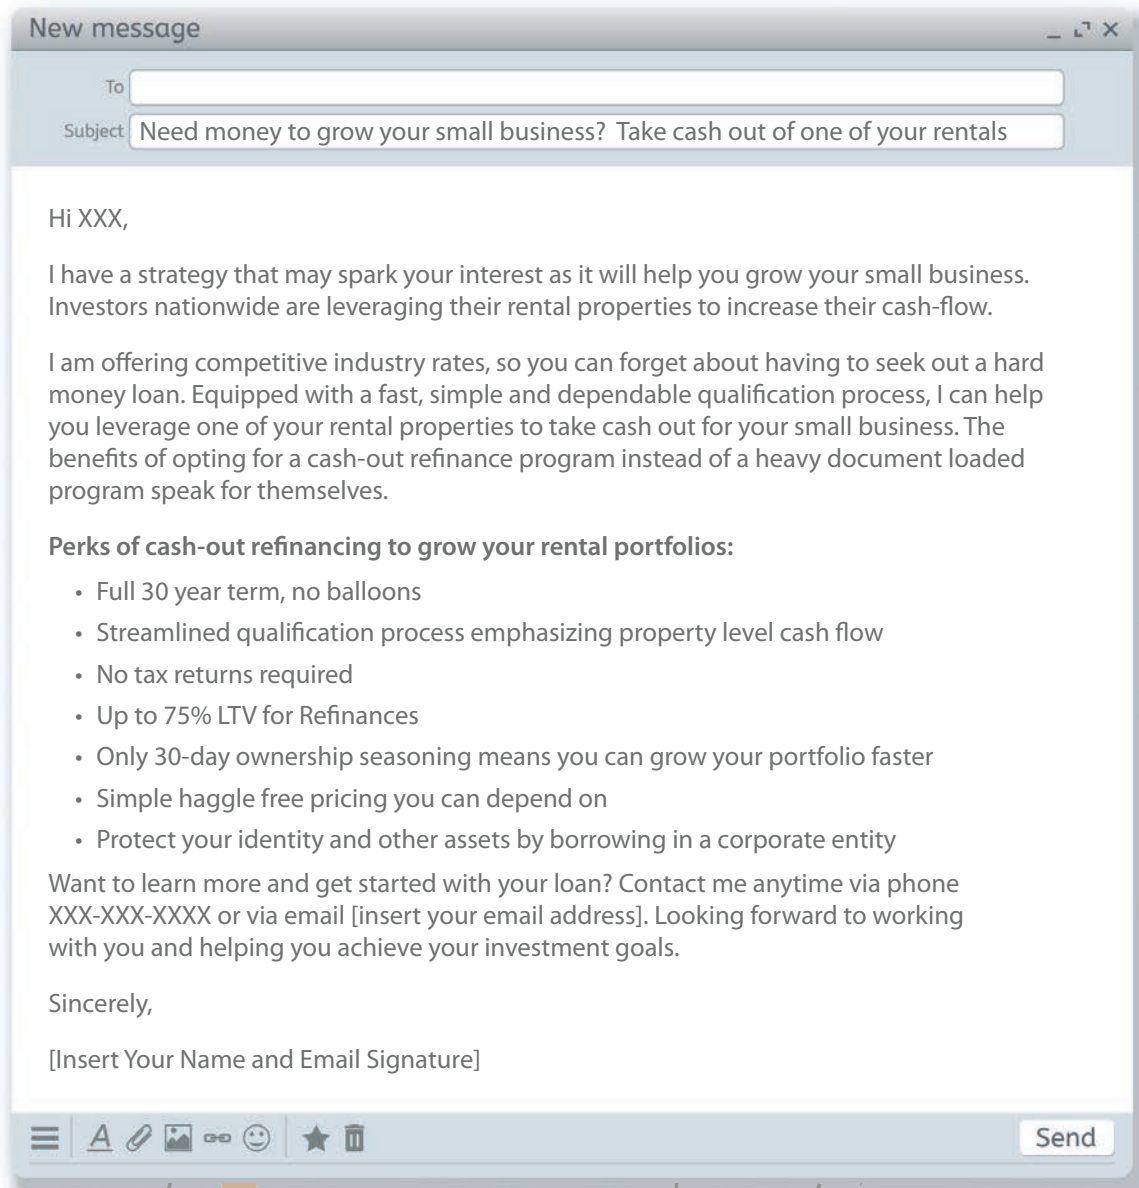 New message
To
Subject Need money to grow your small business?  Take cash out of one of your rentals
Hi XXX,
I have a strategy that may spark your interest as it will help you grow your small business.
Investors nationwide are leveraging their rental properties to increase their cash-flow.
I am offering competitive industry rates, so you can forget about having to seek out a hard
money loan. Equipped with a fast, simple and dependable qualification process, I can help
you leverage one of your rental properties to take cash out for your small business. The
benefits of opting for a cash-out refinance program instead of a heavy document loaded
program speak for themselves.
Perks of cash-out refinancing to grow your rental portfolios:
• Full 30 year term, no balloons
• Streamlined qualification process emphasizing property level cash flow
• No tax returns required
• Up to 75% LTV for Refinances
• Only 30-day ownership seasoning means you can grow your portfolio faster
• Simple haggle free pricing you can depend on
• Protect your identity and other assets by borrowing in a corporate entity
Want to learn more and get started with your loan? Contact me anytime via phone
XXX-XXX-XXXX or via email [insert your email address]. Looking forward to working
with you and helping you achieve your investment goals.
Sincerely,
[Insert Your Name and Email Signature]
A
Send